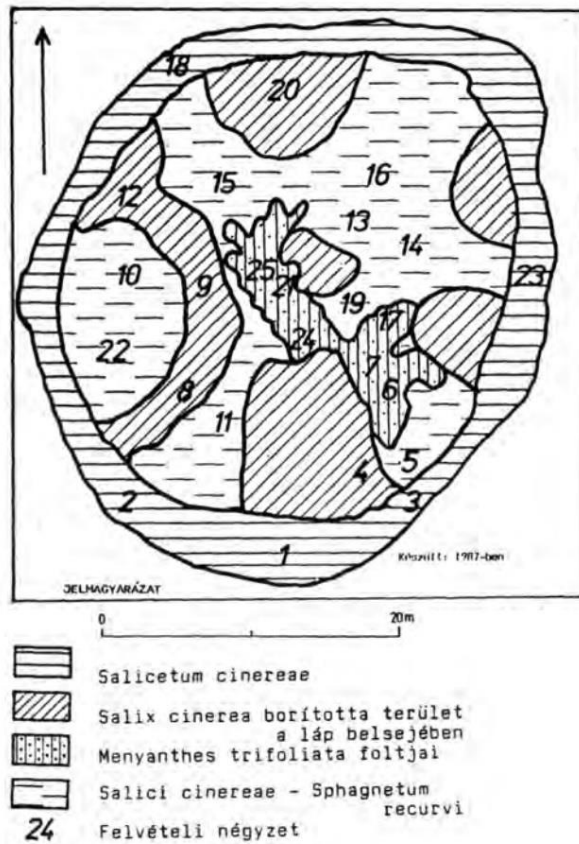 18
20
16
15
12
13
14
10
9
25
21
23
19
17
22
24
7
6
8
11
5
4
2
3
1
Készült: 1987-ben
JELMAGYARÁZAT
0 20m
Salicetum cinereae
Salix cinerea borította terület
a láp belsejében
Menyanthes trifoliata foltjai
Salici cinereae - Sphagnetum
recurvi
24 Felvételi négyzet